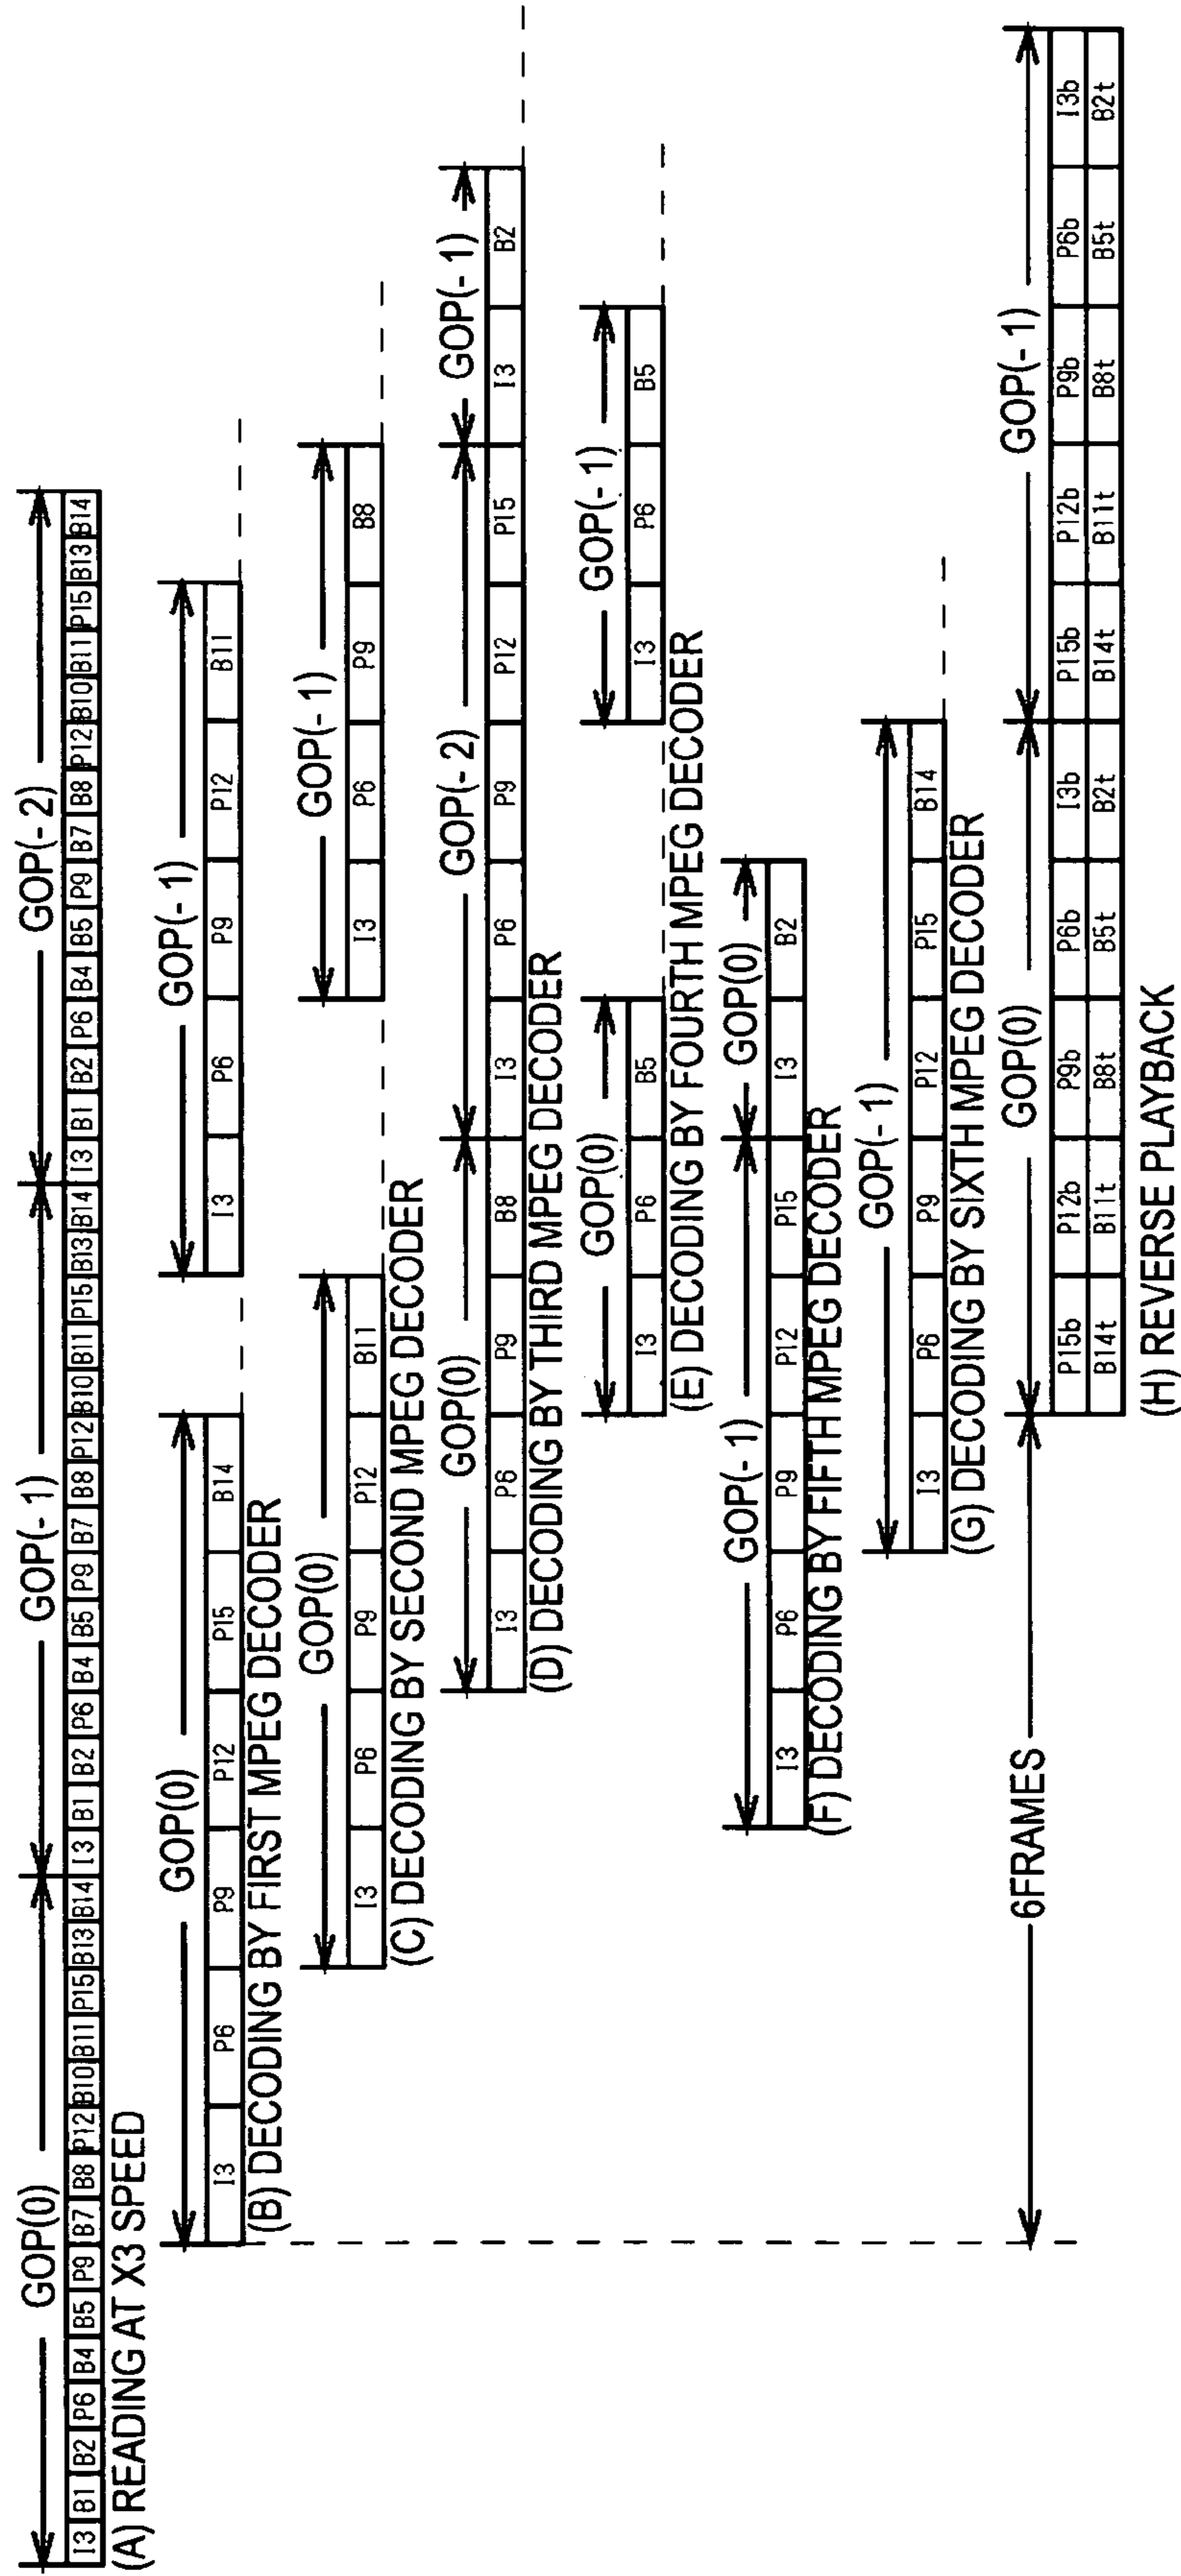 GOP(0) GOP(-1) GOP(-2)
I3 B1 B2 P6 B4 B5 P9 B7 B8 P12 B10 B11 P15 B13 B14 I3 B1 B2 P6 B4 B5 P9 B7 B8 P12 B10 B11 P15 B13 B14 I3 B1 B2 P6 B4 B5 P9 B7 B8 P12 B10 B11 P15 B13 B14
(A) READING AT X3 SPEED
GOP(0) GOP(-1)
I3 P6 P9 P12 P15 B14 I3 P6 P9 P12 B11
(B) DECODING BY FIRST MPEG DECODER
GOP(0) GOP(-1)
I3 P6 P9 P12 B11 I3 P6 P9 B8
(C) DECODING BY SECOND MPEG DECODER
GOP(0) GOP(-2) GOP(-1)
I3 P6 P9 B8 I3 P6 P9 P12 P15 I3 B2
(D) DECODING BY THIRD MPEG DECODER
GOP(0) GOP(-1)
I3 P6 B5 I3 P6 B5
(E) DECODING BY FOURTH MPEG DECODER
GOP(-1) GOP(0)
I3 P6 P9 P12 P15 I3 B2
(F) DECODING BY FIFTH MPEG DECODER
GOP(-1)
I3 P6 P9 P12 P15 B14
(G) DECODING BY SIXTH MPEG DECODER
6FRAMES GOP(0) GOP(-1)
P15b P12b P9b P6b I3b P15b P12b P9b P6b I3b
B14t B11t B8t B5t B2t B14t B11t B8t B5t B2t
(H) REVERSE PLAYBACK